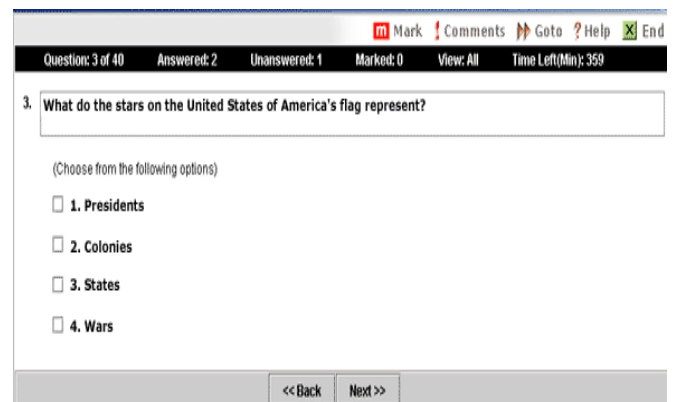 m Mark ! Comments Goto ? Help X End
Question: 3 of 40 Answered: 2 Unanswered: 1 Marked: 0 View: All Time Left(Min): 359
3. What do the stars on the United States of America's flag represent?
(Choose from the following options)
1. Presidents
2. Colonies
3. States
4. Wars
<< Back Next >>